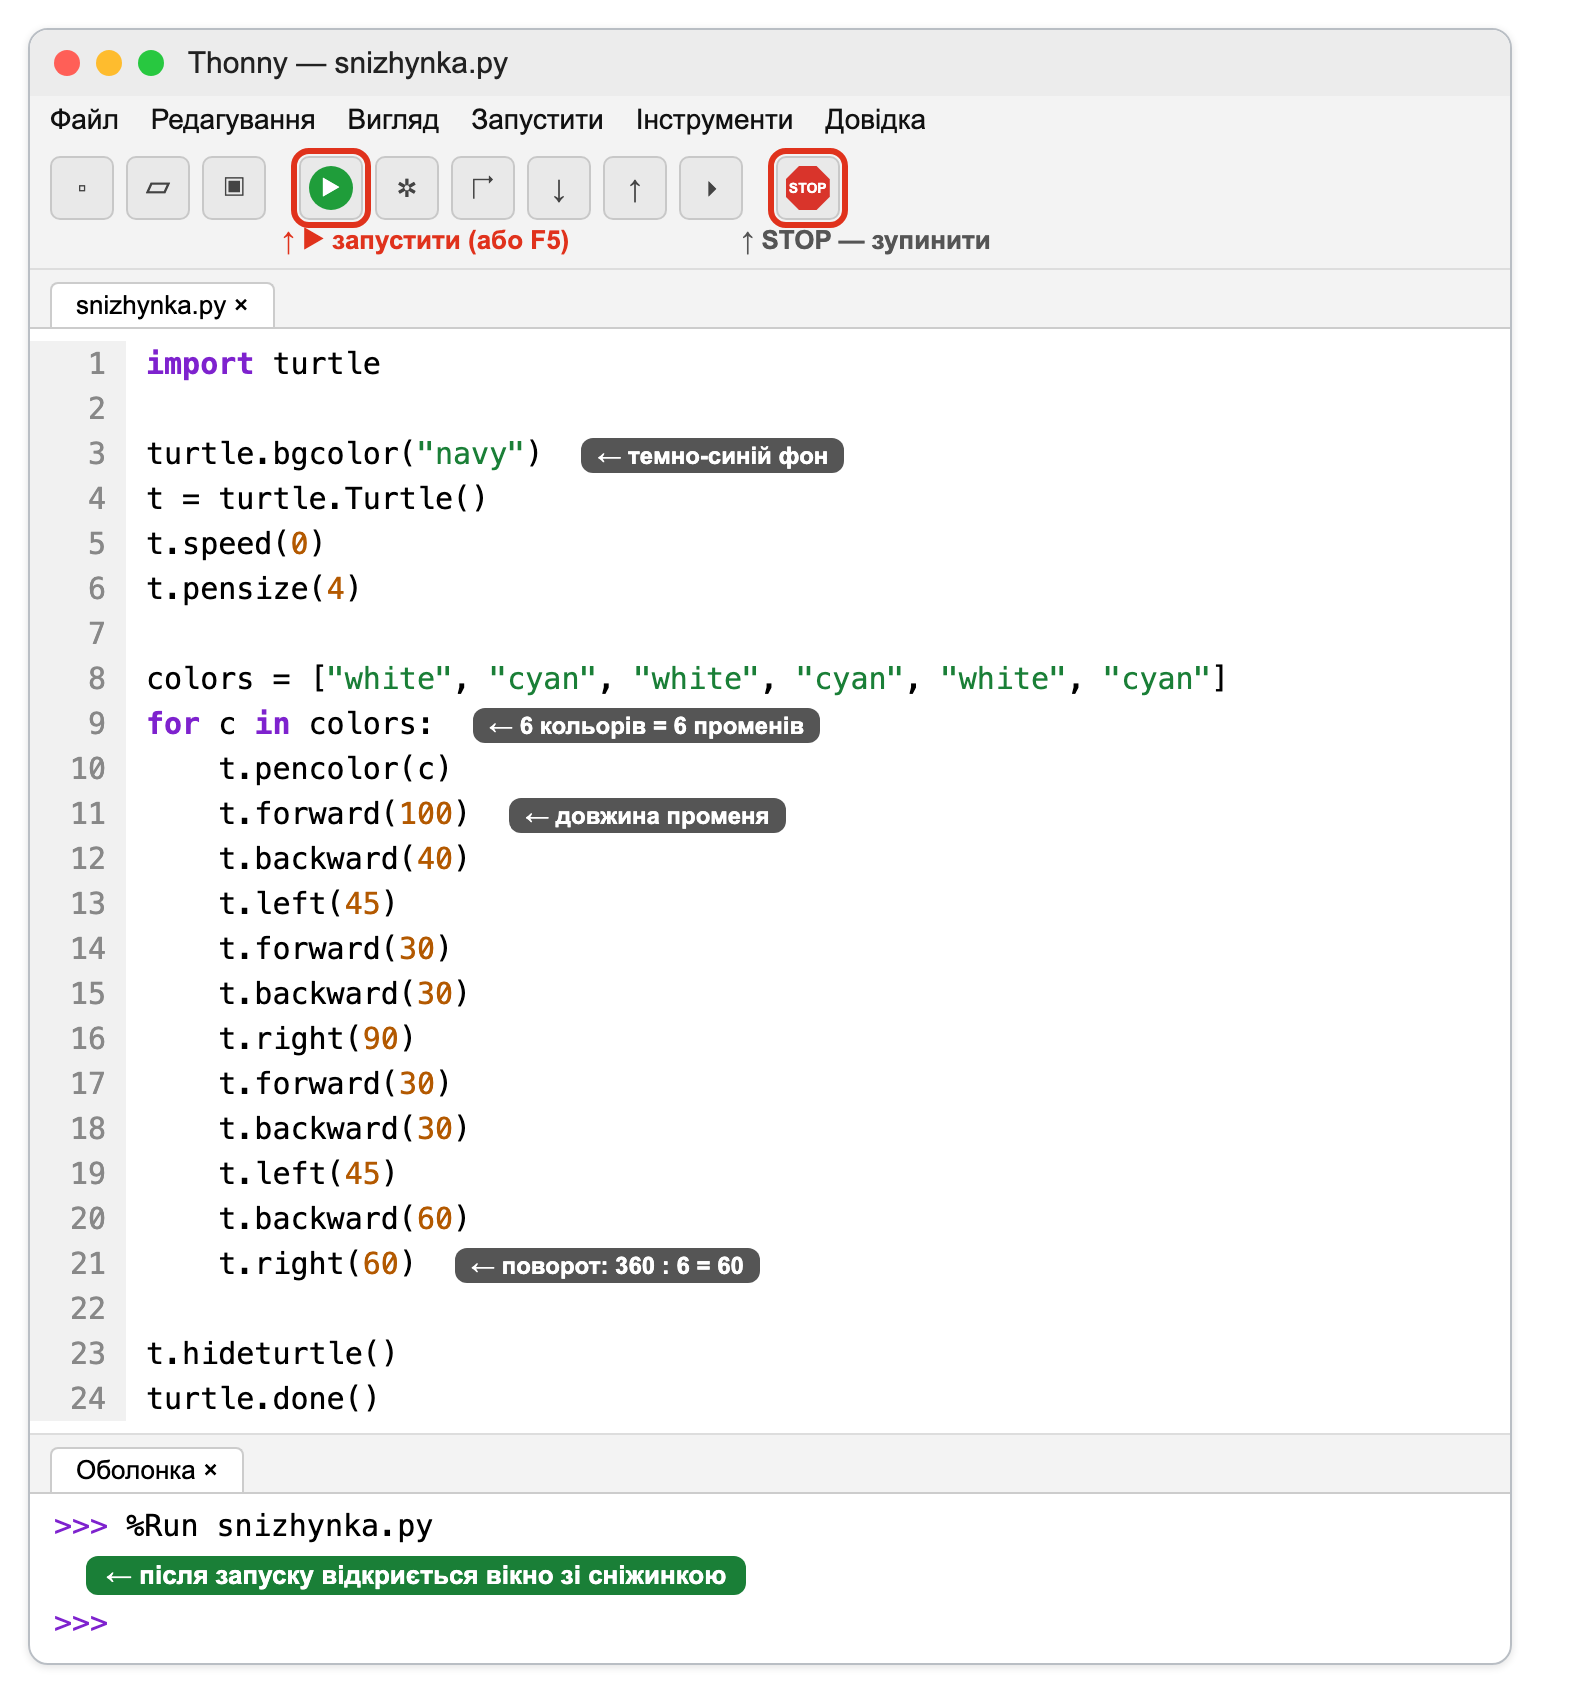 Thonny — snizhynka.py
Файл Редагування Вигляд Запустити Інструменти Довідка
STOP
↑ ▶ запустити (або F5) ↑ STOP — зупинити
snizhynka.py ×
1 import turtle
2
3 turtle.bgcolor("navy") ← темно-синій фон
4 t = turtle.Turtle()
5 t.speed(0)
6 t.pensize(4)
7
8 colors = ["white", "cyan", "white", "cyan", "white", "cyan"]
9 for c in colors: ← 6 кольорів = 6 променів
10     t.pencolor(c)
11     t.forward(100) ← довжина променя
12     t.backward(40)
13     t.left(45)
14     t.forward(30)
15     t.backward(30)
16     t.right(90)
17     t.forward(30)
18     t.backward(30)
19     t.left(45)
20     t.backward(60)
21     t.right(60) ← поворот: 360 : 6 = 60
22
23 t.hideturtle()
24 turtle.done()
Оболонка ×
>>> %Run snizhynka.py
← після запуску відкриється вікно зі сніжинкою
>>>